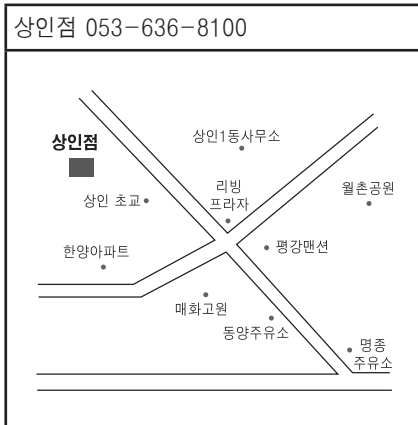 상인점 053-636-8100
상인점
상인1동사무소
리빙
프라자
월촌공원
상인 초교
평강맨션
한양아파트
매화고원
동양주유소
명종
주유소